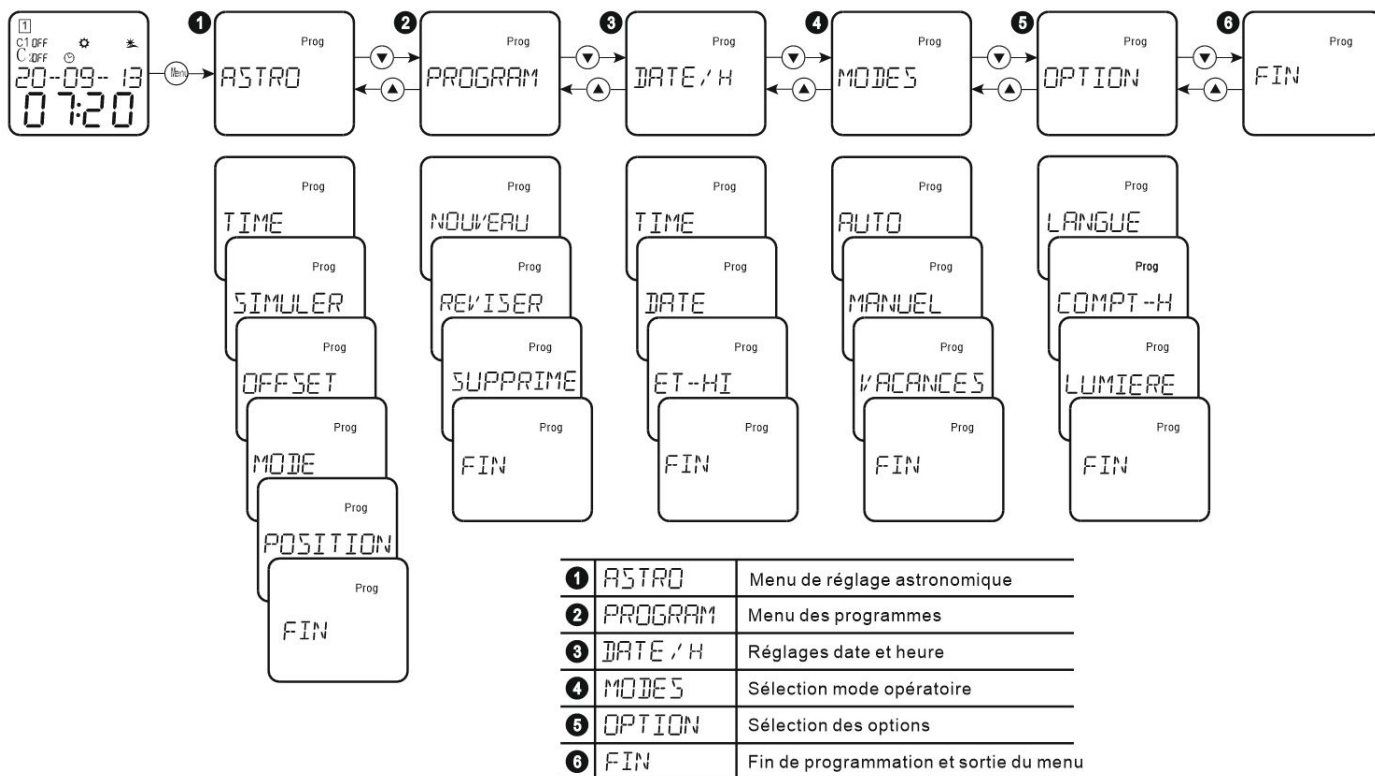 1
C1 OFF
C2 OFF
20-09-13
07:20
Menu
1 Prog
ASTRO
2 Prog
PROGRAM
3 Prog
DATE/H
4 Prog
MODES
5 Prog
OPTION
6 Prog
FIN
Prog
TIME
Prog
SIMULER
Prog
OFFSET
Prog
MODE
Prog
POSITION
Prog
FIN
Prog
NOUVEAU
Prog
REVISER
Prog
SUPPRIME
Prog
FIN
Prog
TIME
Prog
DATE
Prog
ET-HI
Prog
FIN
Prog
AUTO
Prog
MANUEL
Prog
VACANCES
Prog
FIN
Prog
LANGUE
Prog
COMPT-H
Prog
LUMIERE
Prog
FIN
1 ASTRO Menu de réglage astronomique
2 PROGRAM Menu des programmes
3 DATE/H Réglages date et heure
4 MODES Sélection mode opératoire
5 OPTION Sélection des options
6 FIN Fin de programmation et sortie du menu